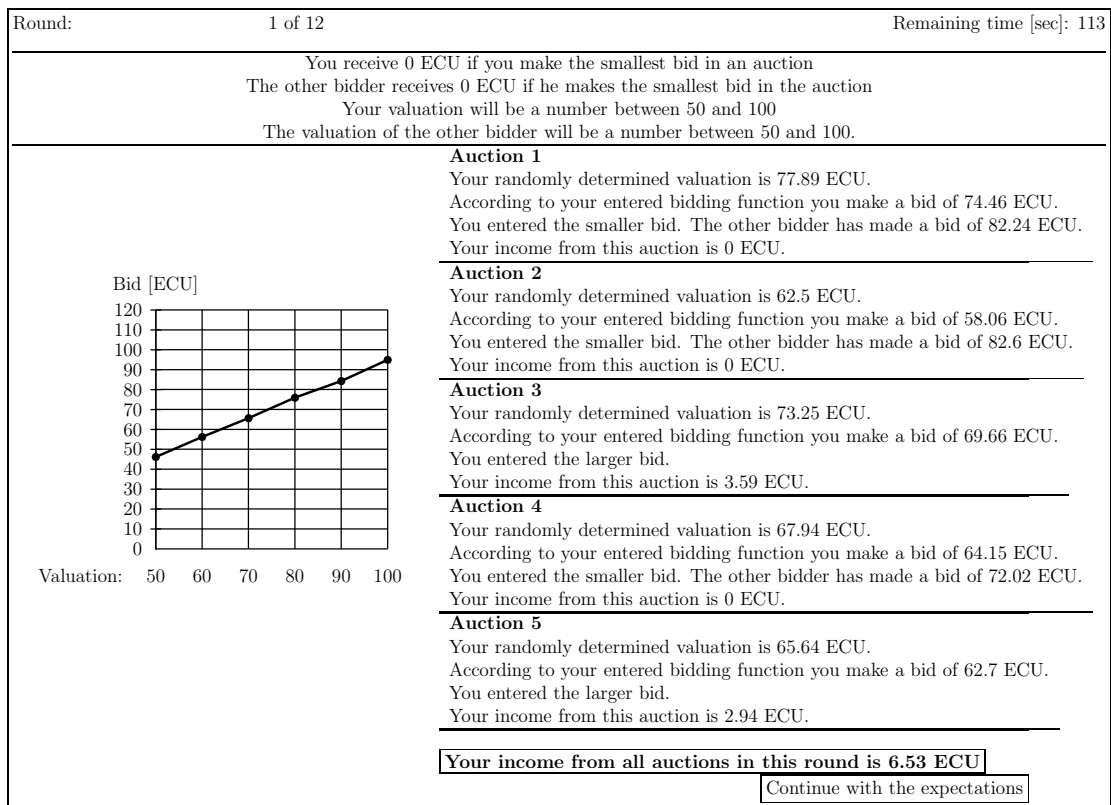 Round: 1 of 12 Remaining time [sec]: 113
You receive 0 ECU if you make the smallest bid in an auction
The other bidder receives 0 ECU if he makes the smallest bid in the auction
Your valuation will be a number between 50 and 100
The valuation of the other bidder will be a number between 50 and 100.
Bid [ECU]
120
110
100
90
80
70
60
50
40
30
20
10
0
Valuation: 50 60 70 80 90 100
Auction 1
Your randomly determined valuation is 77.89 ECU.
According to your entered bidding function you make a bid of 74.46 ECU.
You entered the smaller bid. The other bidder has made a bid of 82.24 ECU.
Your income from this auction is 0 ECU.
Auction 2
Your randomly determined valuation is 62.5 ECU.
According to your entered bidding function you make a bid of 58.06 ECU.
You entered the smaller bid. The other bidder has made a bid of 82.6 ECU.
Your income from this auction is 0 ECU.
Auction 3
Your randomly determined valuation is 73.25 ECU.
According to your entered bidding function you make a bid of 69.66 ECU.
You entered the larger bid.
Your income from this auction is 3.59 ECU.
Auction 4
Your randomly determined valuation is 67.94 ECU.
According to your entered bidding function you make a bid of 64.15 ECU.
You entered the smaller bid. The other bidder has made a bid of 72.02 ECU.
Your income from this auction is 0 ECU.
Auction 5
Your randomly determined valuation is 65.64 ECU.
According to your entered bidding function you make a bid of 62.7 ECU.
You entered the larger bid.
Your income from this auction is 2.94 ECU.
Your income from all auctions in this round is 6.53 ECU
Continue with the expectations